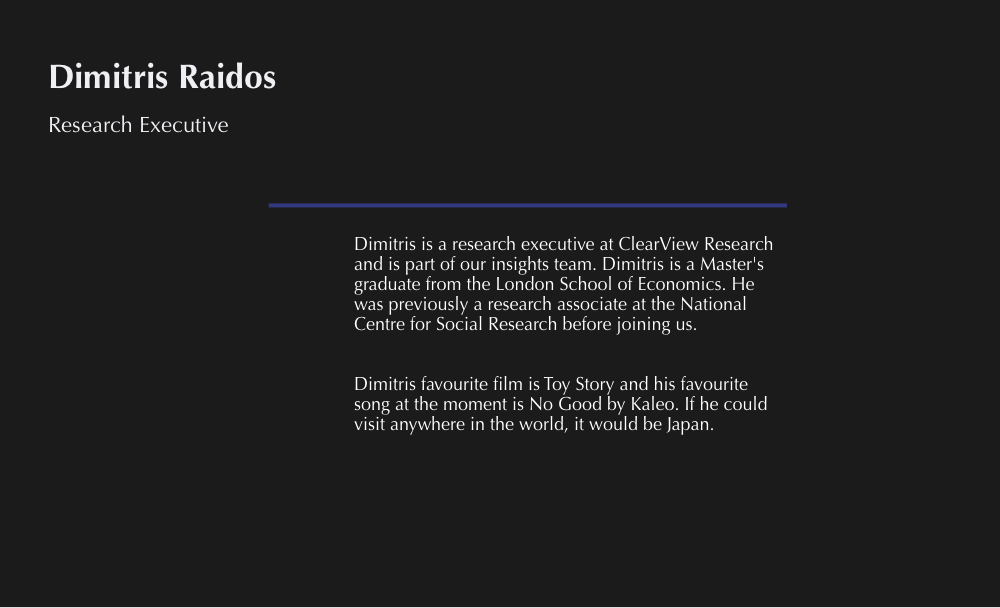 Dimitris Raidos
Research Executive
Dimitris is a research executive at ClearView Research
and is part of our insights team. Dimitris is a Master's
graduate from the London School of Economics. He
was previously a research associate at the National
Centre for Social Research before joining us.
Dimitris favourite film is Toy Story and his favourite
song at the moment is No Good by Kaleo. If he could
visit anywhere in the world, it would be Japan.